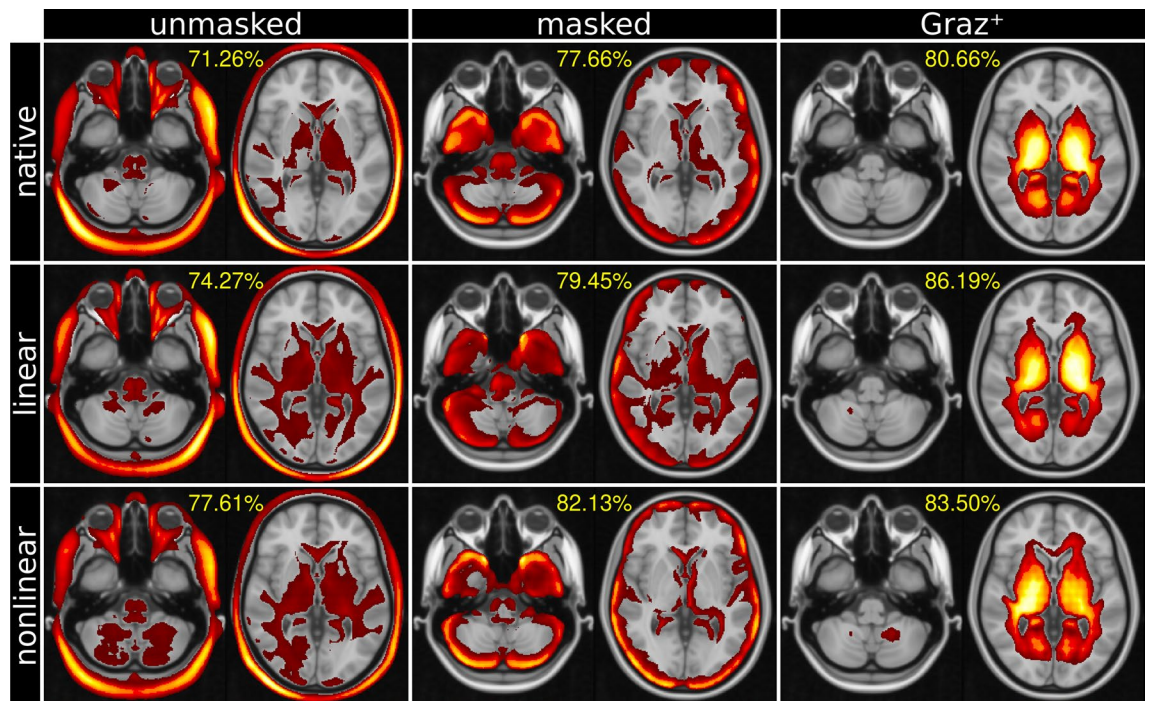 unmasked masked Graz⁺
native 71.26% 77.66% 80.66%
linear 74.27% 79.45% 86.19%
nonlinear 77.61% 82.13% 83.50%